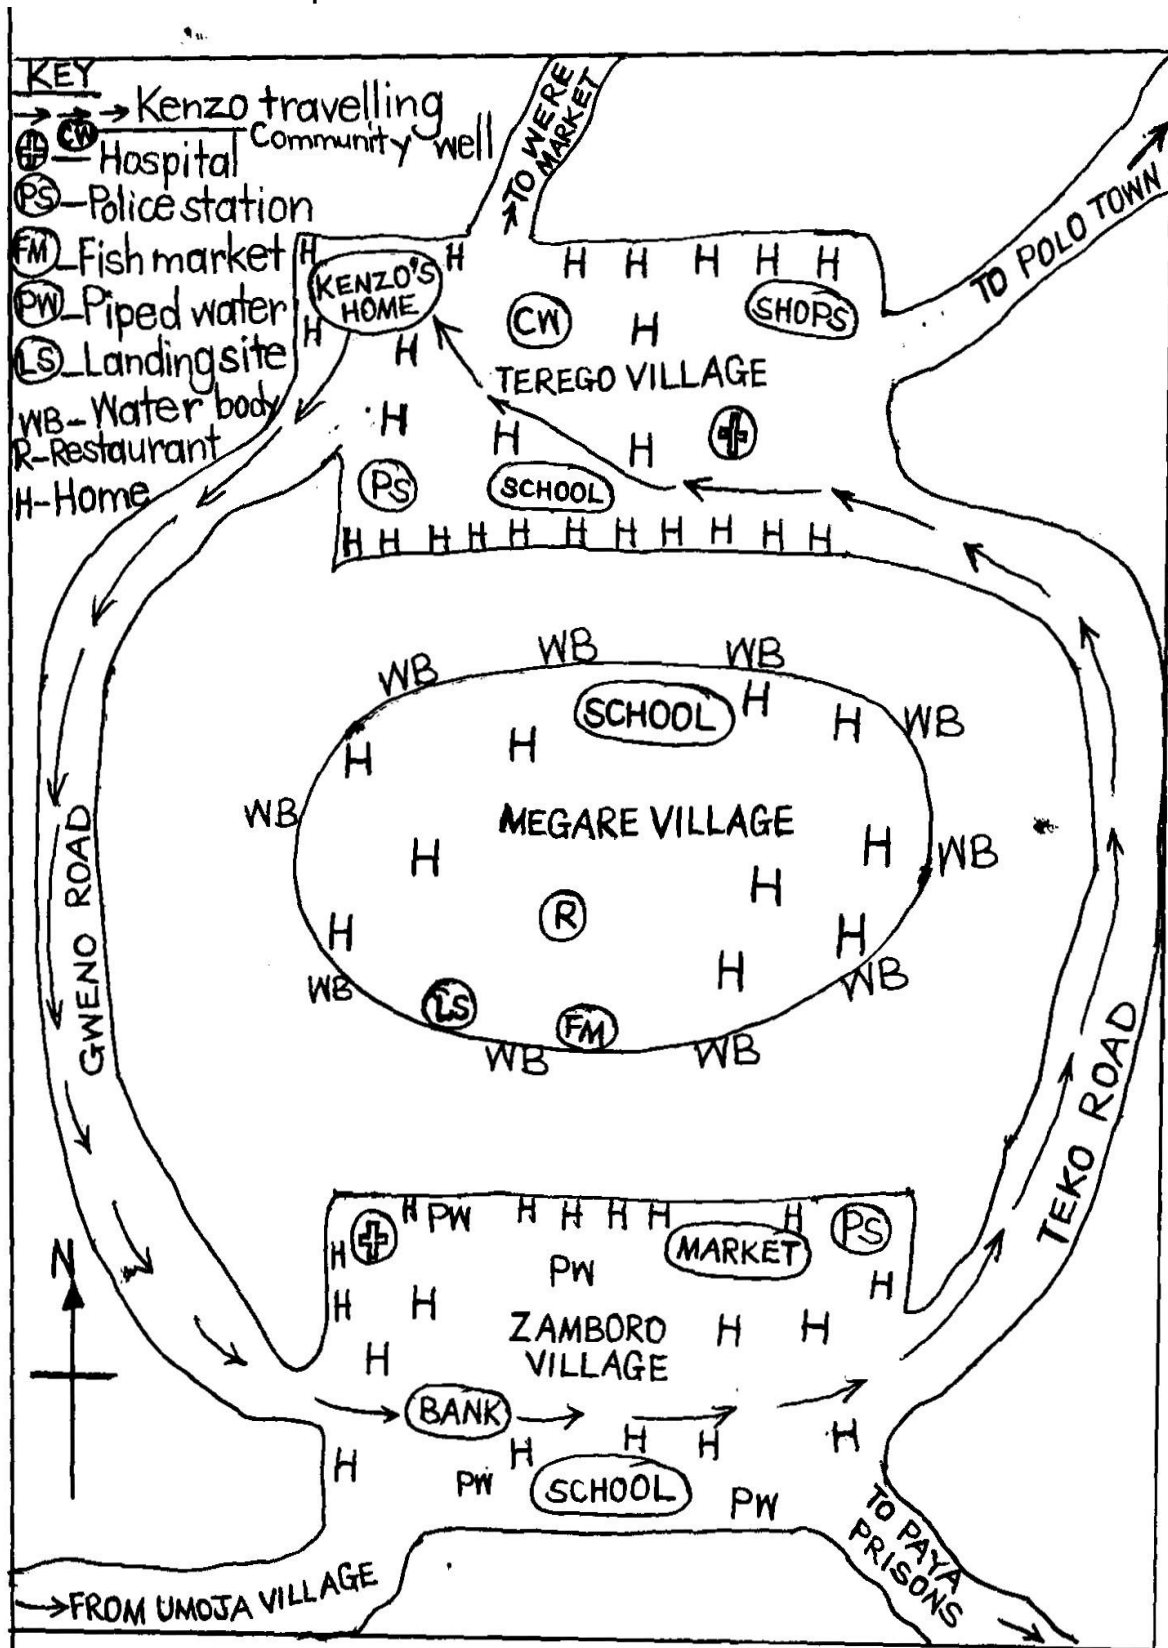 KEY
Kenzo travelling
CW Community well
Hospital
PS - Police station
FM - Fish market
PW - Piped water
LS - Landing site
WB - Water body
R - Restaurant
H - Home
TO WERE
MARKET
TO POLO TOWN
H H H H H H H
KENZO'S
HOME
CW
SHOPS
H H
H
TEREGO VILLAGE
H
H H
PS
SCHOOL
H H H H H H H H H H H
WB WB WB
SCHOOL
H
H
WB
H
H
WB
MEGARE VILLAGE
H
H
WB
H
R
H
H
H
WB
WB
LS
FM
WB
WB
GWENO ROAD
TEKO ROAD
N
H
PW
H H H H
H
PS
H
MARKET
PW
H
H
H
ZAMBORO
VILLAGE
H
H
H
BANK
H
H
H
H
H
PW
SCHOOL
PW
TO PAYA
PRISONS
FROM UMOJA VILLAGE